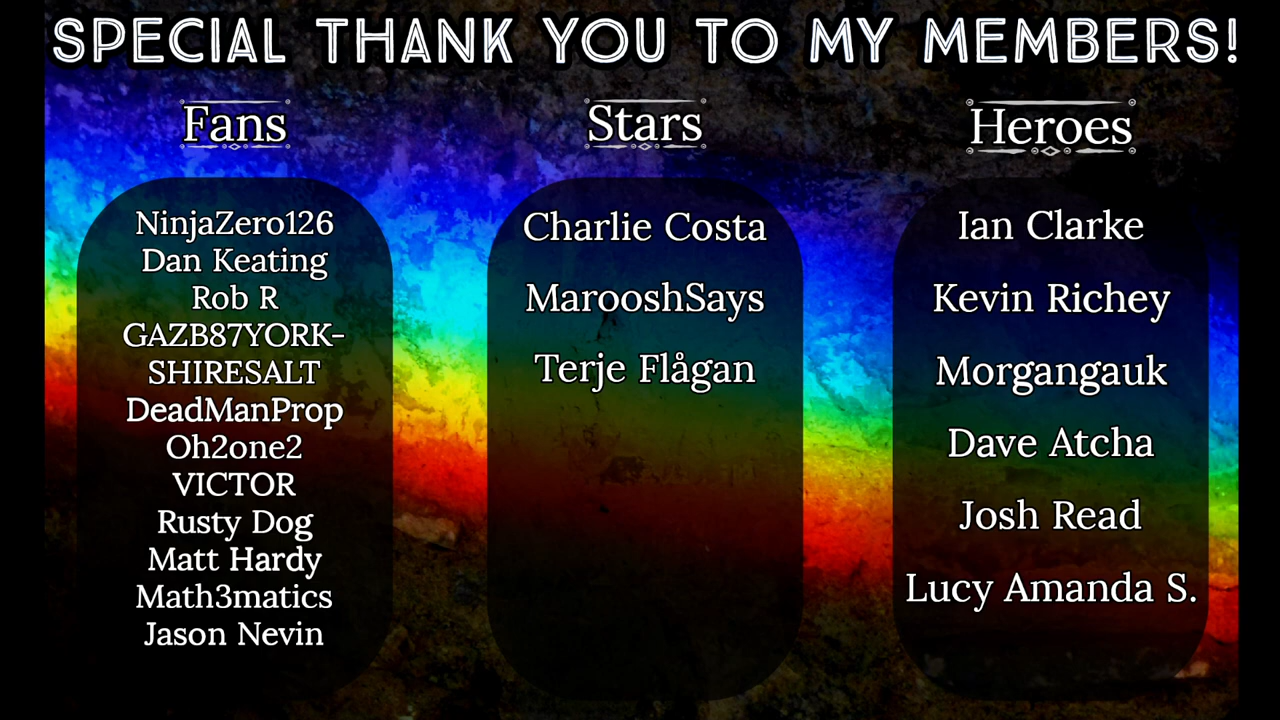 SPECIAL THANK YOU TO MY MEMBERS!
Fans
NinjaZero126
Dan Keating
Rob R
GAZB87YORK-
SHIRESALT
DeadManProp
Oh2one2
VICTOR
Rusty Dog
Matt Hardy
Math3matics
Jason Nevin
Stars
Charlie Costa
MarooshSays
Terje Flågan
Heroes
Ian Clarke
Kevin Richey
Morgangauk
Dave Atcha
Josh Read
Lucy Amanda S.